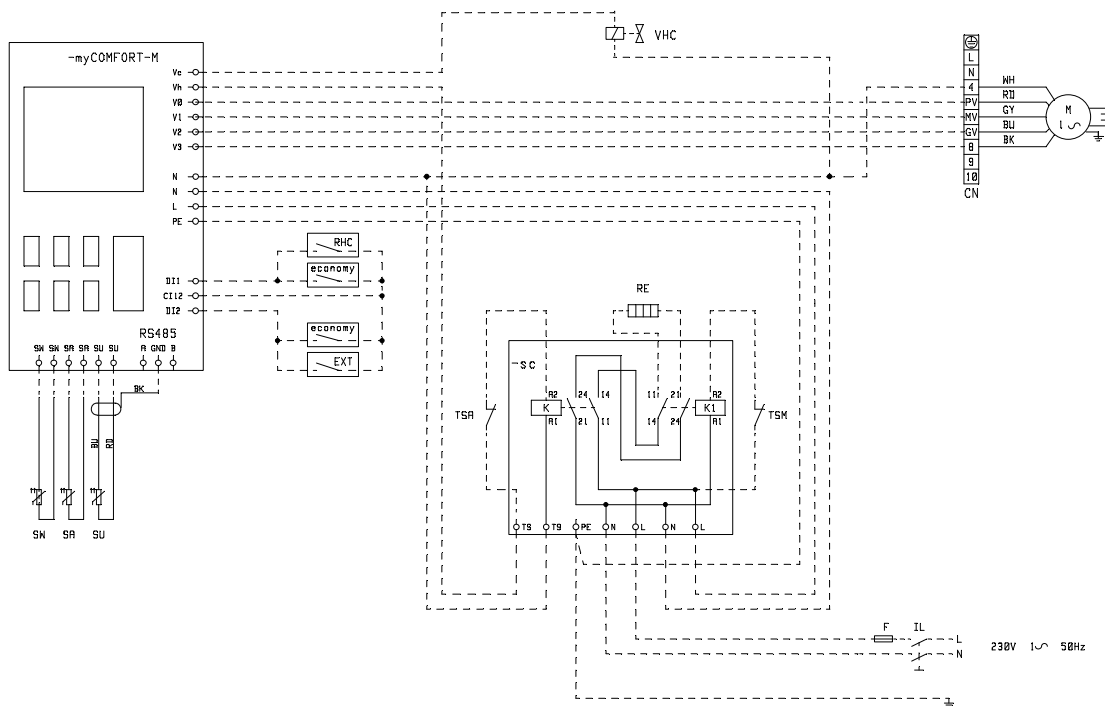 VHC
-myCOMFORT-M
Vc
Vh
V0
V1
V2
V3
N
N
L
PE
L
N
4
PV
MV
GV
8
9
10
CN
WH
RD
GY
BU
BK
M
1
RHC
economy
DI1
CI12
DI2
economy
EXT
RS485
SW SW SA SA SU SU A GND B
BK
BU
RD
SW SA SU
RE
-SC
TSA
TSM
A2 24 14 11 21 A2
K
K1
A1 21 11 14 24 A1
TS T9 PE N L N L
F IL
L
N
230V 1 50Hz